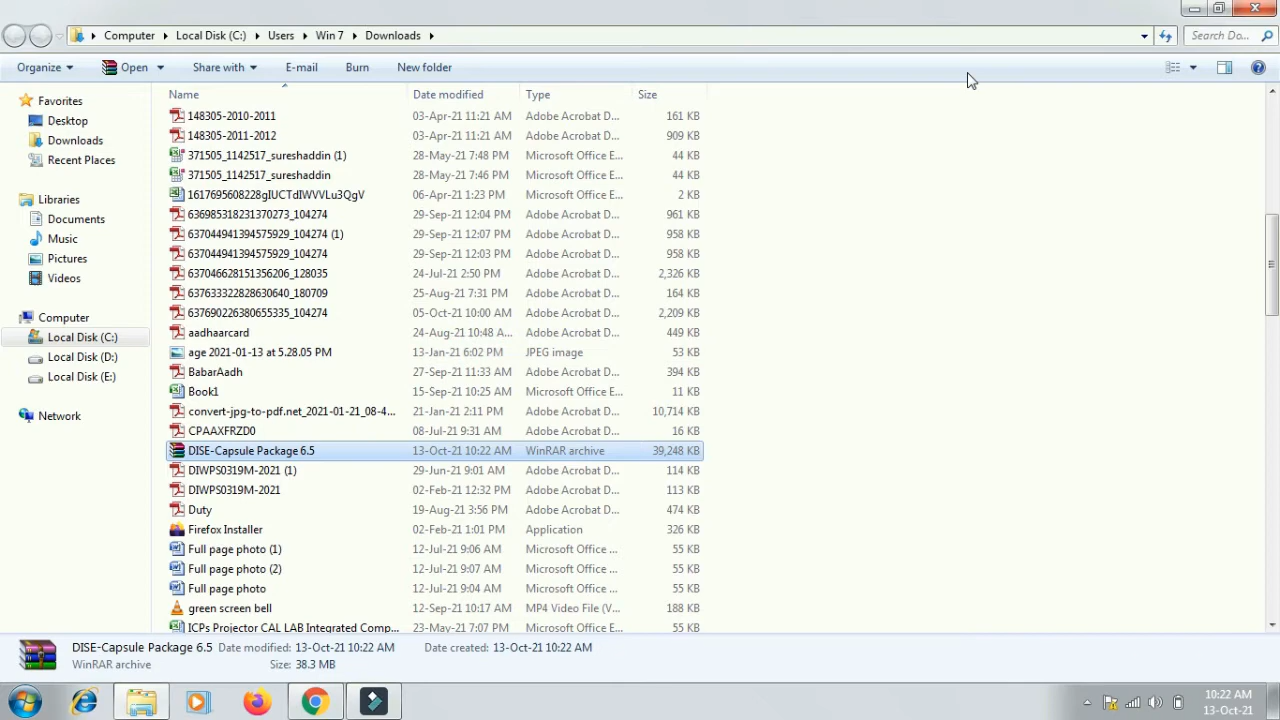 Computer ▸ Local Disk (C:) ▸ Users ▸ Win 7 ▸ Downloads ▸ Search Do...
Organize Open Share with E-mail Burn New folder
Favorites
Desktop
Downloads
Recent Places
Libraries
Documents
Music
Pictures
Videos
Computer
Local Disk (C:)
Local Disk (D:)
Local Disk (E:)
Network
Name Date modified Type Size
148305-2010-2011 03-Apr-21 11:21 AM Adobe Acrobat D... 161 KB
148305-2011-2012 03-Apr-21 11:21 AM Adobe Acrobat D... 909 KB
371505_1142517_sureshaddin (1) 28-May-21 7:48 PM Microsoft Office E... 44 KB
371505_1142517_sureshaddin 28-May-21 7:46 PM Microsoft Office E... 44 KB
1617695608228gIUCTdIWVVLu3QgV 06-Apr-21 1:23 PM Microsoft Office E... 2 KB
636985318231370273_104274 29-Sep-21 12:04 PM Adobe Acrobat D... 961 KB
637044941394575929_104274 (1) 29-Sep-21 12:07 PM Adobe Acrobat D... 958 KB
637044941394575929_104274 29-Sep-21 12:03 PM Adobe Acrobat D... 958 KB
637046628151356206_128035 24-Jul-21 2:50 PM Adobe Acrobat D... 2,326 KB
637633322828630640_180709 25-Aug-21 7:31 PM Adobe Acrobat D... 164 KB
637690226380655335_104274 05-Oct-21 10:00 AM Adobe Acrobat D... 2,209 KB
aadhaarcard 24-Aug-21 10:48 A... Adobe Acrobat D... 449 KB
age 2021-01-13 at 5.28.05 PM 13-Jan-21 6:02 PM JPEG image 53 KB
BabarAadh 27-Sep-21 11:33 AM Adobe Acrobat D... 394 KB
Book1 15-Sep-21 10:25 AM Microsoft Office E... 11 KB
convert-jpg-to-pdf.net_2021-01-21_08-4... 21-Jan-21 2:11 PM Adobe Acrobat D... 10,714 KB
CPAAXFRZD0 08-Jul-21 9:31 AM Adobe Acrobat D... 16 KB
DISE-Capsule Package 6.5 13-Oct-21 10:22 AM WinRAR archive 39,248 KB
DIWPS0319M-2021 (1) 29-Jun-21 9:01 AM Adobe Acrobat D... 114 KB
DIWPS0319M-2021 02-Feb-21 12:32 PM Adobe Acrobat D... 113 KB
Duty 19-Aug-21 3:56 PM Adobe Acrobat D... 474 KB
Firefox Installer 02-Feb-21 1:01 PM Application 326 KB
Full page photo (1) 12-Jul-21 9:06 AM Microsoft Office ... 55 KB
Full page photo (2) 12-Jul-21 9:07 AM Microsoft Office ... 55 KB
Full page photo 12-Jul-21 9:04 AM Microsoft Office ... 55 KB
green screen bell 12-Sep-21 10:17 AM MP4 Video File (V... 188 KB
ICPs Projector CAL LAB Integrated Comp... 23-May-21 7:07 PM Microsoft Office ... 55 KB
DISE-Capsule Package 6.5 Date modified: 13-Oct-21 10:22 AM Date created: 13-Oct-21 10:22 AM
WinRAR archive Size: 38.3 MB
10:22 AM
13-Oct-21